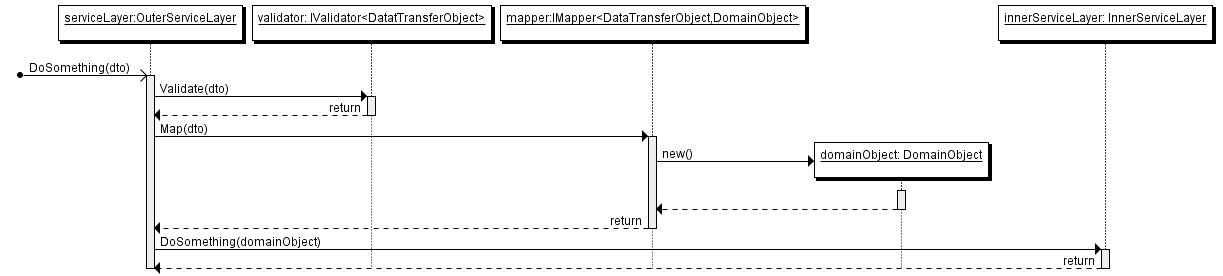 serviceLayer:OuterServiceLayer
validator: IValidator<DatatTransferObject>
mapper:IMapper<DataTransferObject,DomainObject>
innerServiceLayer: InnerServiceLayer
DoSomething(dto)
Validate(dto)
return
Map(dto)
new()
domainObject: DomainObject
return
DoSomething(domainObject)
return